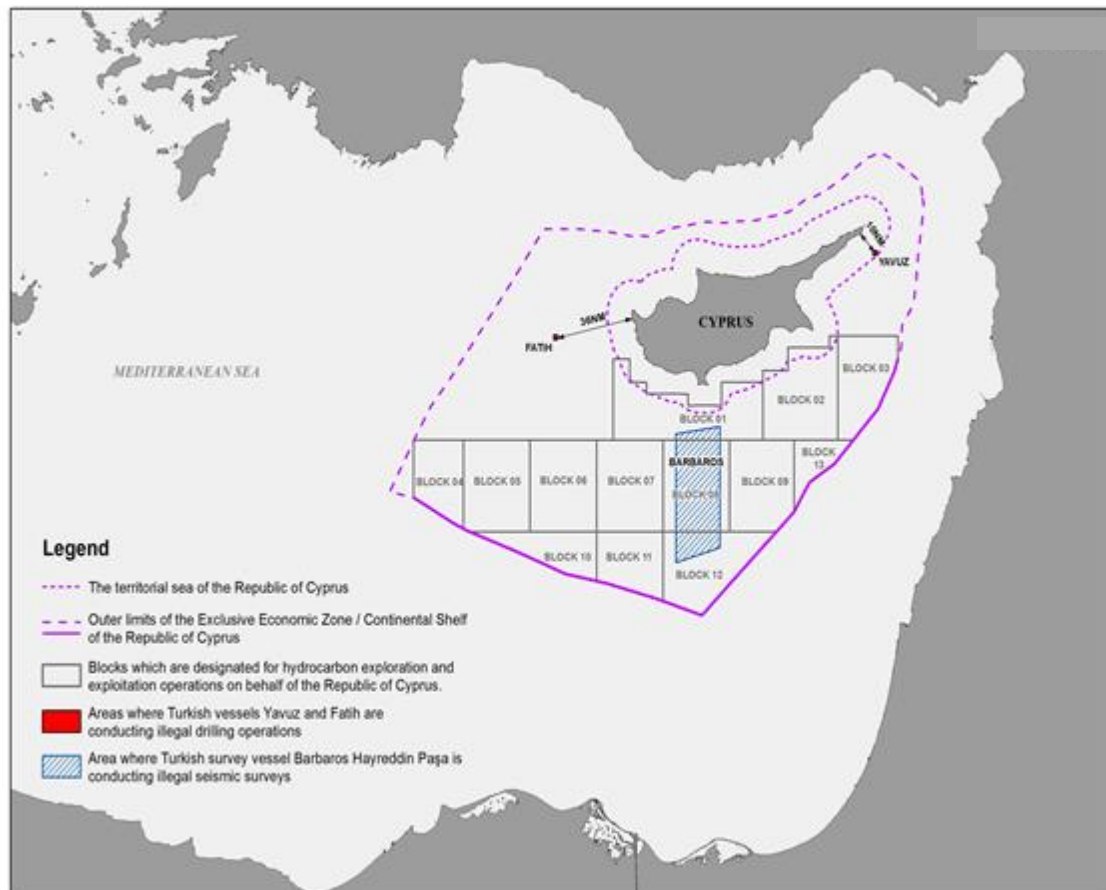 10NM
YAVUZ
CYPRUS
36NM
FATIH
MEDITERRANEAN SEA
BLOCK 03
BLOCK 02
BLOCK 01
BLOCK
13
BARBAROS
BLOCK 04
BLOCK 05
BLOCK 06
BLOCK 07
BLOCK 08
BLOCK 09
BLOCK 10
BLOCK 11
BLOCK 12
Legend
The territorial sea of the Republic of Cyprus
Outer limits of the Exclusive Economic Zone / Continental Shelf
of the Republic of Cyprus
Blocks which are designated for hydrocarbon exploration and
exploitation operations on behalf of the Republic of Cyprus.
Areas where Turkish vessels Yavuz and Fatih are
conducting illegal drilling operations
Area where Turkish survey vessel Barbaros Hayreddin Paşa is
conducting illegal seismic surveys